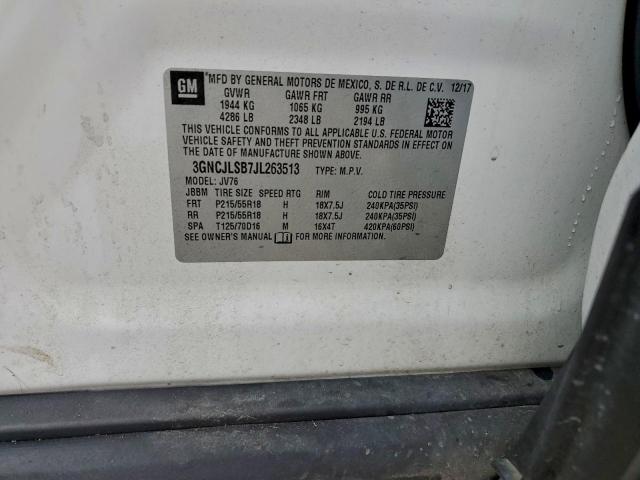 GM
*MFD BY GENERAL MOTORS DE MEXICO, S. DE R.L. DE C.V. 12/17
GVWR GAWR FRT GAWR RR
1944 KG 1065 KG 995 KG
4286 LB 2348 LB 2194 LB
THIS VEHICLE CONFORMS TO ALL APPLICABLE U.S. FEDERAL MOTOR
VEHICLE SAFETY AND THEFT PREVENTION STANDARDS IN EFFECT ON THE
DATE OF MANUFACTURE SHOWN ABOVE.
3GNCJLSB7JL263513 TYPE: M.P.V.
MODEL: JV76
JBBM TIRE SIZE SPEED RTG RIM COLD TIRE PRESSURE
FRT P215/55R18 H 18X7.5J 240KPA(35PSI)
RR P215/55R18 H 18X7.5J 240KPA(35PSI)
SPA T125/70D16 M 16X4T 420KPA(60PSI)
SEE OWNER'S MANUAL FOR MORE INFORMATION.